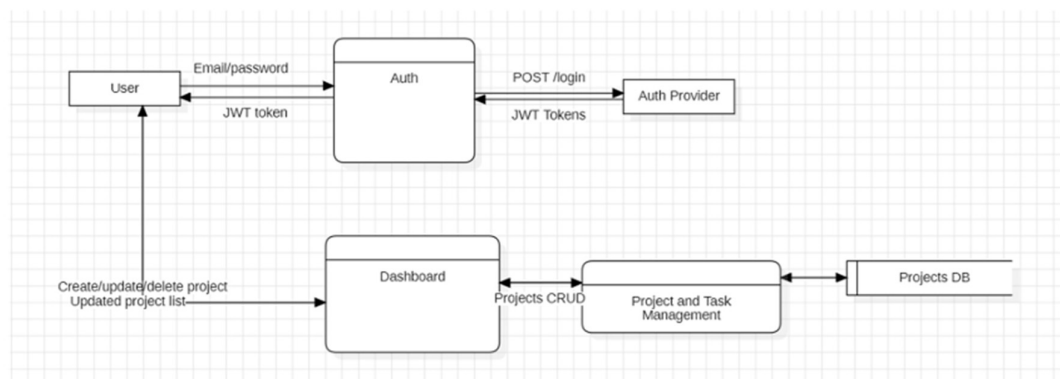 Email/password
Auth
POST /login
User
Auth Provider
JWT token
JWT Tokens
Dashboard
Projects DB
Create/update/delete project
Updated project list
Projects CRUD
Project and Task
Management